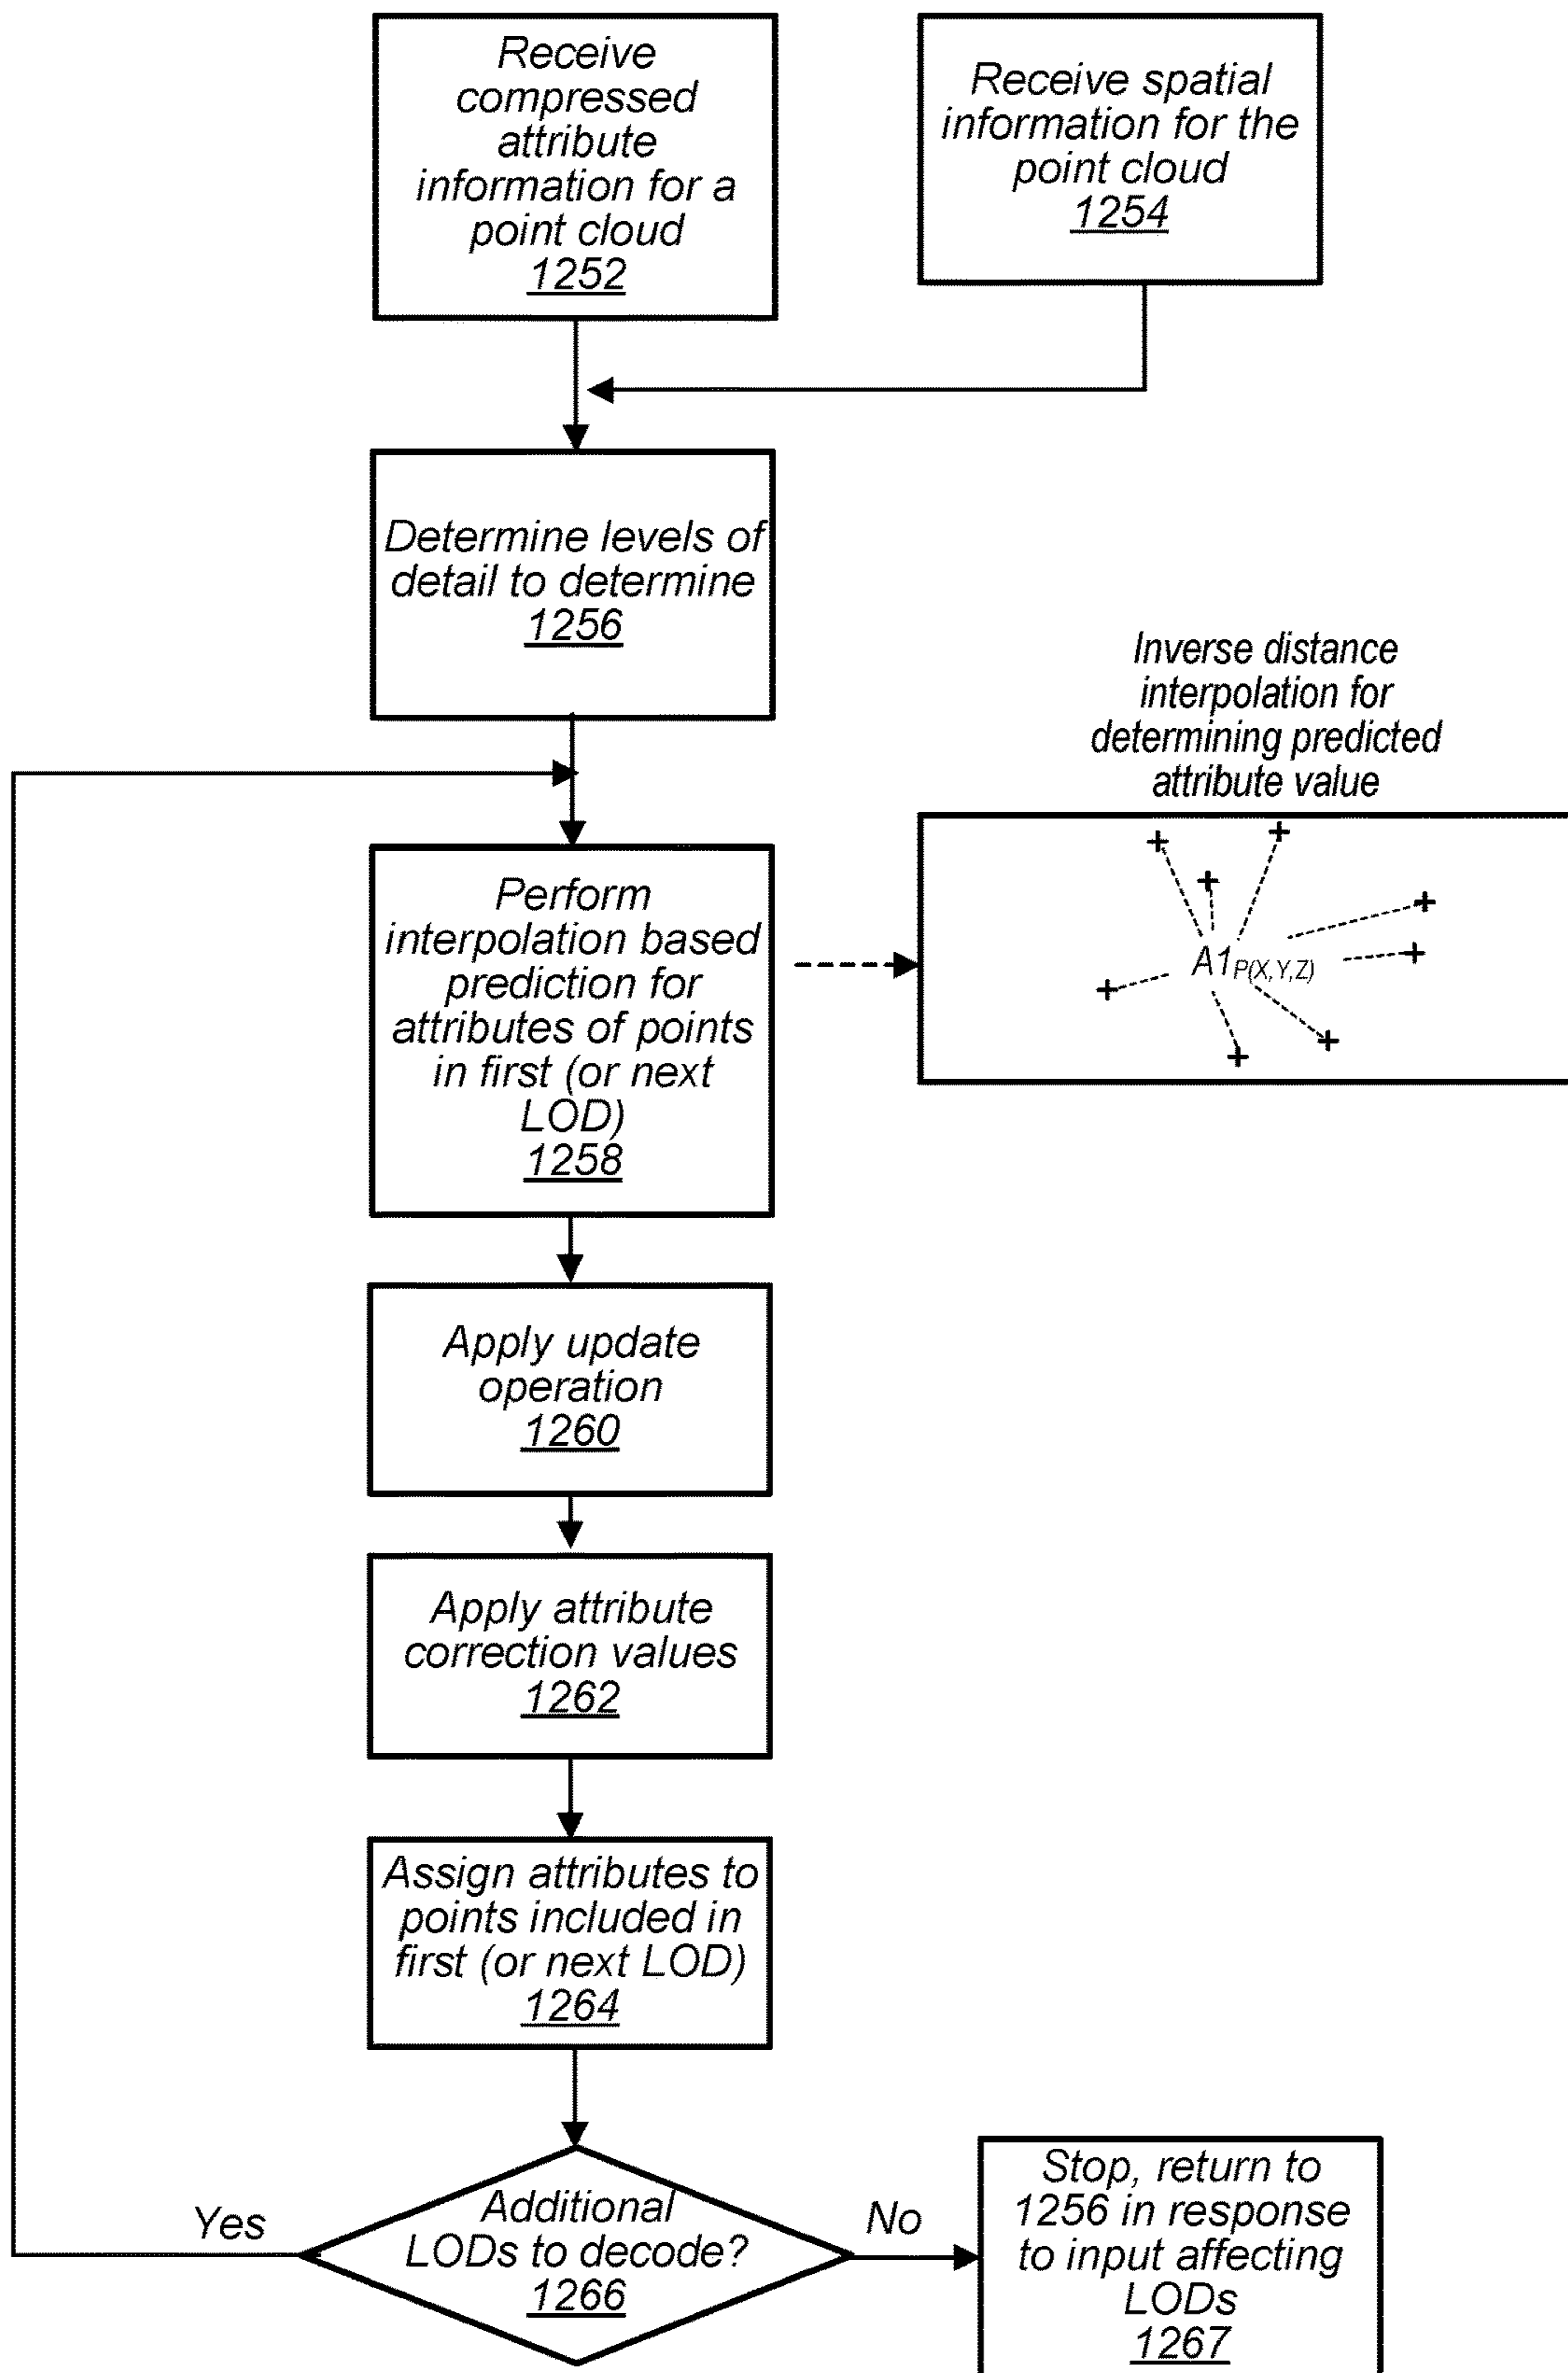 Receive
compressed
attribute
information for a
point cloud
1252
Receive spatial
information for the
point cloud
1254
Determine levels of
detail to determine
1256
Inverse distance
interpolation for
determining predicted
attribute value
Perform
interpolation based
prediction for
attributes of points
in first (or next
LOD)
1258
A1P(X,Y,Z)
Apply update
operation
1260
Apply attribute
correction values
1262
Assign attributes to
points included in
first (or next LOD)
1264
Additional
LODs to decode?
1266
Yes
No
Stop, return to
1256 in response
to input affecting
LODs
1267